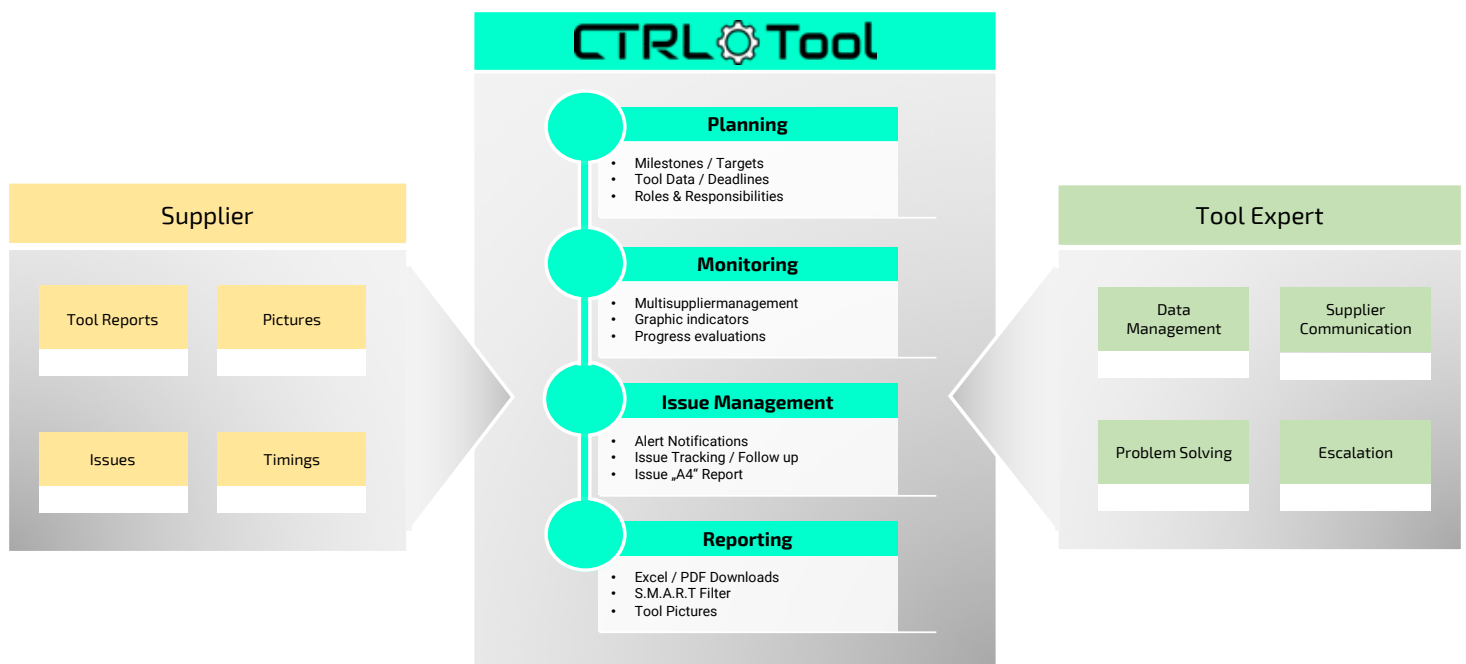 CTRL Tool
Supplier
Tool Reports
Pictures
Issues
Timings
Planning
• Milestones / Targets
• Tool Data / Deadlines
• Roles & Responsibilities
Monitoring
• Multisuppliermanagement
• Graphic indicators
• Progress evaluations
Issue Management
• Alert Notifications
• Issue Tracking / Follow up
• Issue „A4“ Report
Reporting
• Excel / PDF Downloads
• S.M.A.R.T Filter
• Tool Pictures
Tool Expert
Data
Management
Supplier
Communication
Problem Solving
Escalation